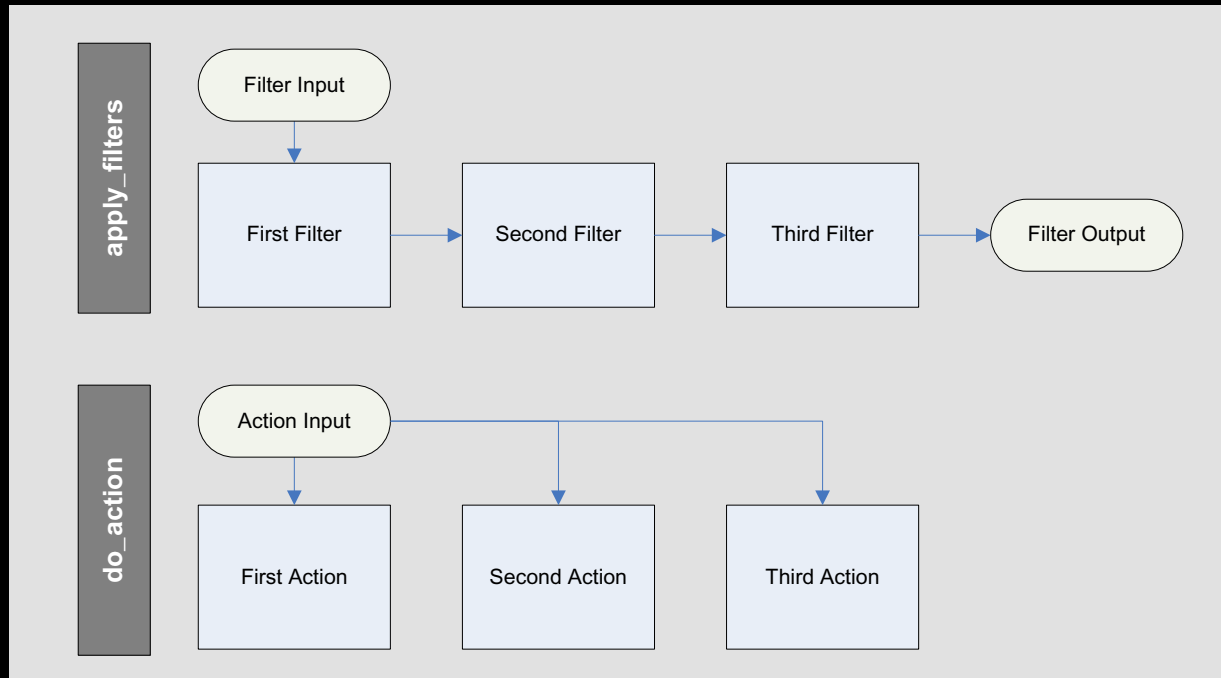 apply_filters
Filter Input
First Filter
Second Filter
Third Filter
Filter Output
do_action
Action Input
First Action
Second Action
Third Action